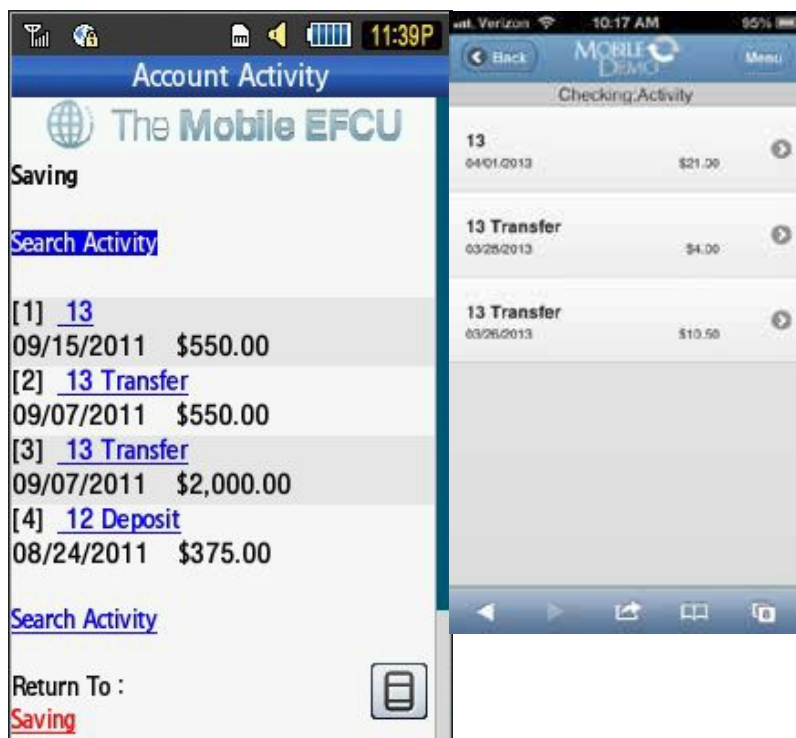 11:39P
Account Activity
The Mobile EFCU
Saving
Search Activity
[1] 13
09/15/2011 $550.00
[2] 13 Transfer
09/07/2011 $550.00
[3] 13 Transfer
09/07/2011 $2,000.00
[4] 12 Deposit
08/24/2011 $375.00
Search Activity
Return To :
Saving
Verizon 10:17 AM 95%
Back MOBILE DEMO Menu
Checking:Activity
13
04/01/2013 $21.00
13 Transfer
03/28/2013 $4.00
13 Transfer
03/26/2013 $10.50